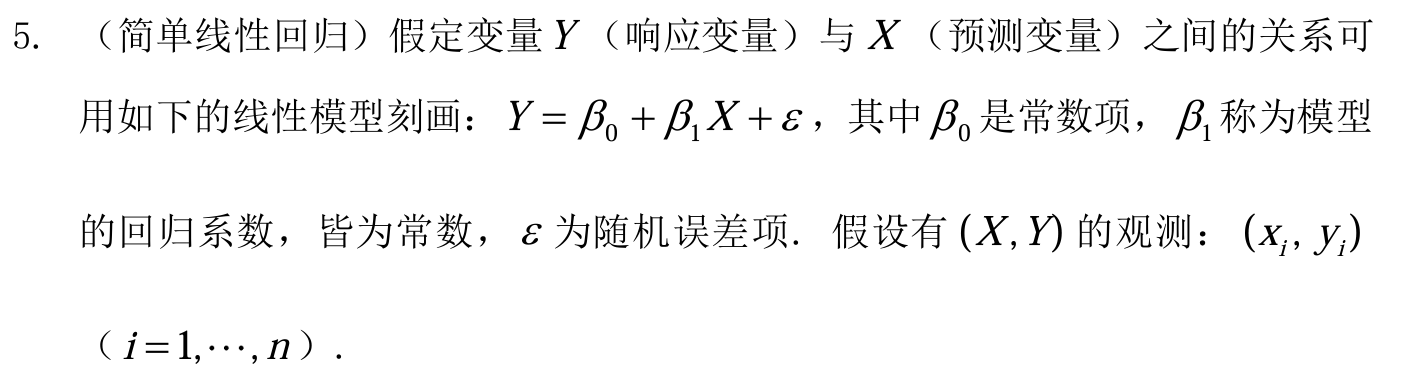 5. （简单线性回归）假定变量 Y （响应变量）与 X （预测变量）之间的关系可
用如下的线性模型刻画：Y = β₀ + β₁X + ε，其中 β₀ 是常数项， β₁ 称为模型
的回归系数，皆为常数， ε 为随机误差项. 假设有 (X, Y) 的观测： (xᵢ, yᵢ)
（ i = 1,⋯, n ）.